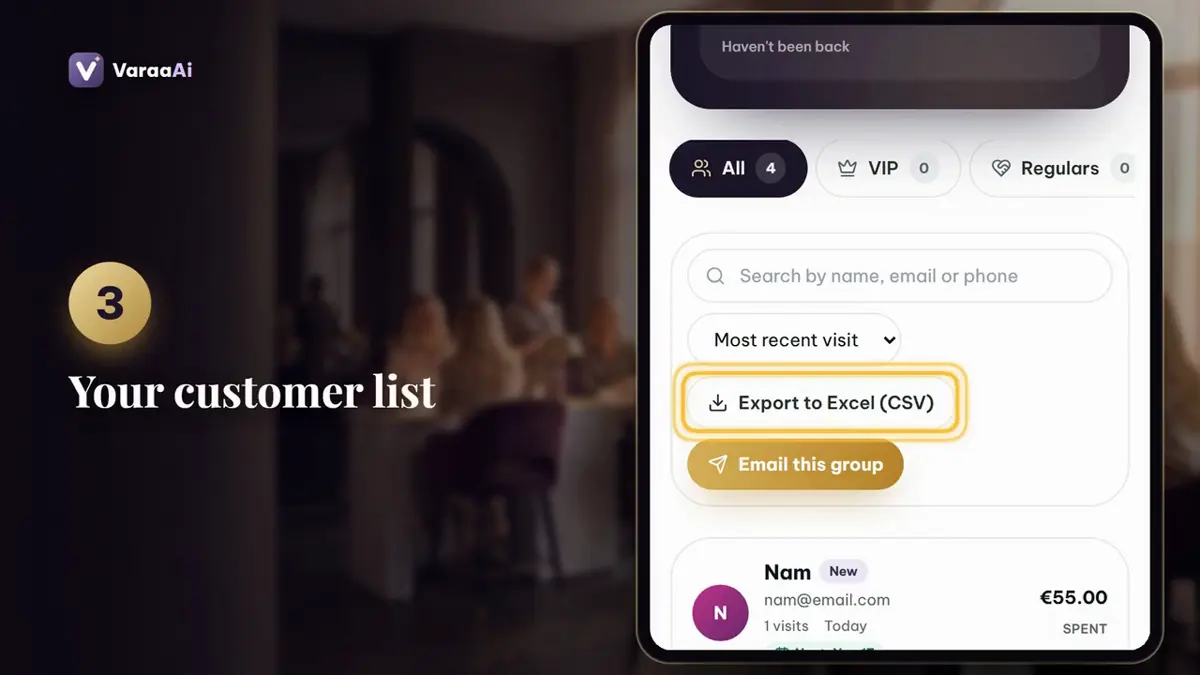 VaraaAi
3
Your customer list
Haven't been back
All 4
VIP 0
Regulars 0
Search by name, email or phone
Most recent visit
Export to Excel (CSV)
Email this group
N
Nam New
nam@email.com
1 visits Today
€55.00
SPENT